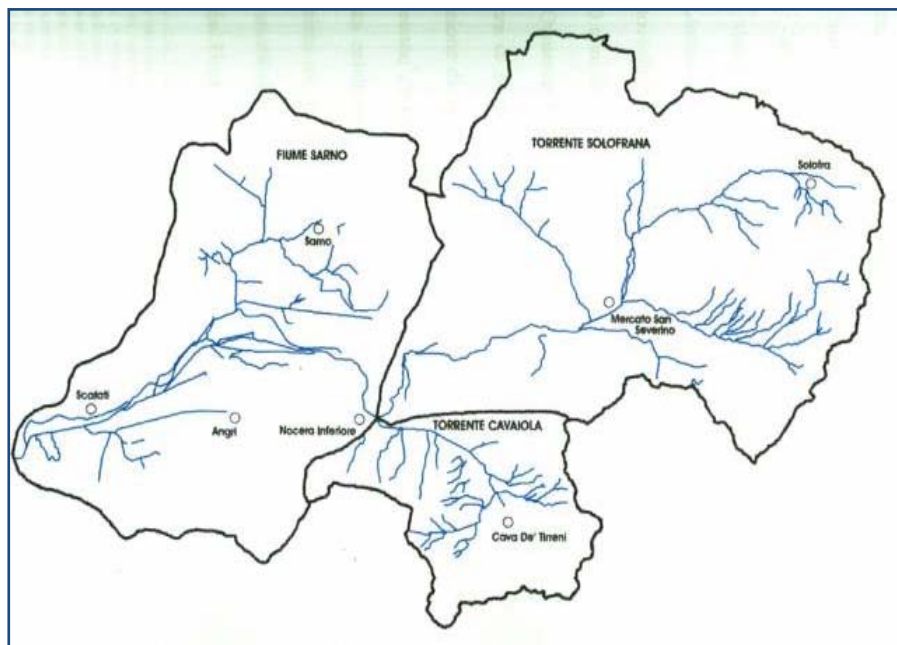 FIUME SARNO
TORRENTE SOLOFRANA
Solofra
Sarno
Mercato San
Severino
Scafati
Angri
Nocera Inferiore
TORRENTE CAVAIOLA
Cava De' Tirreni